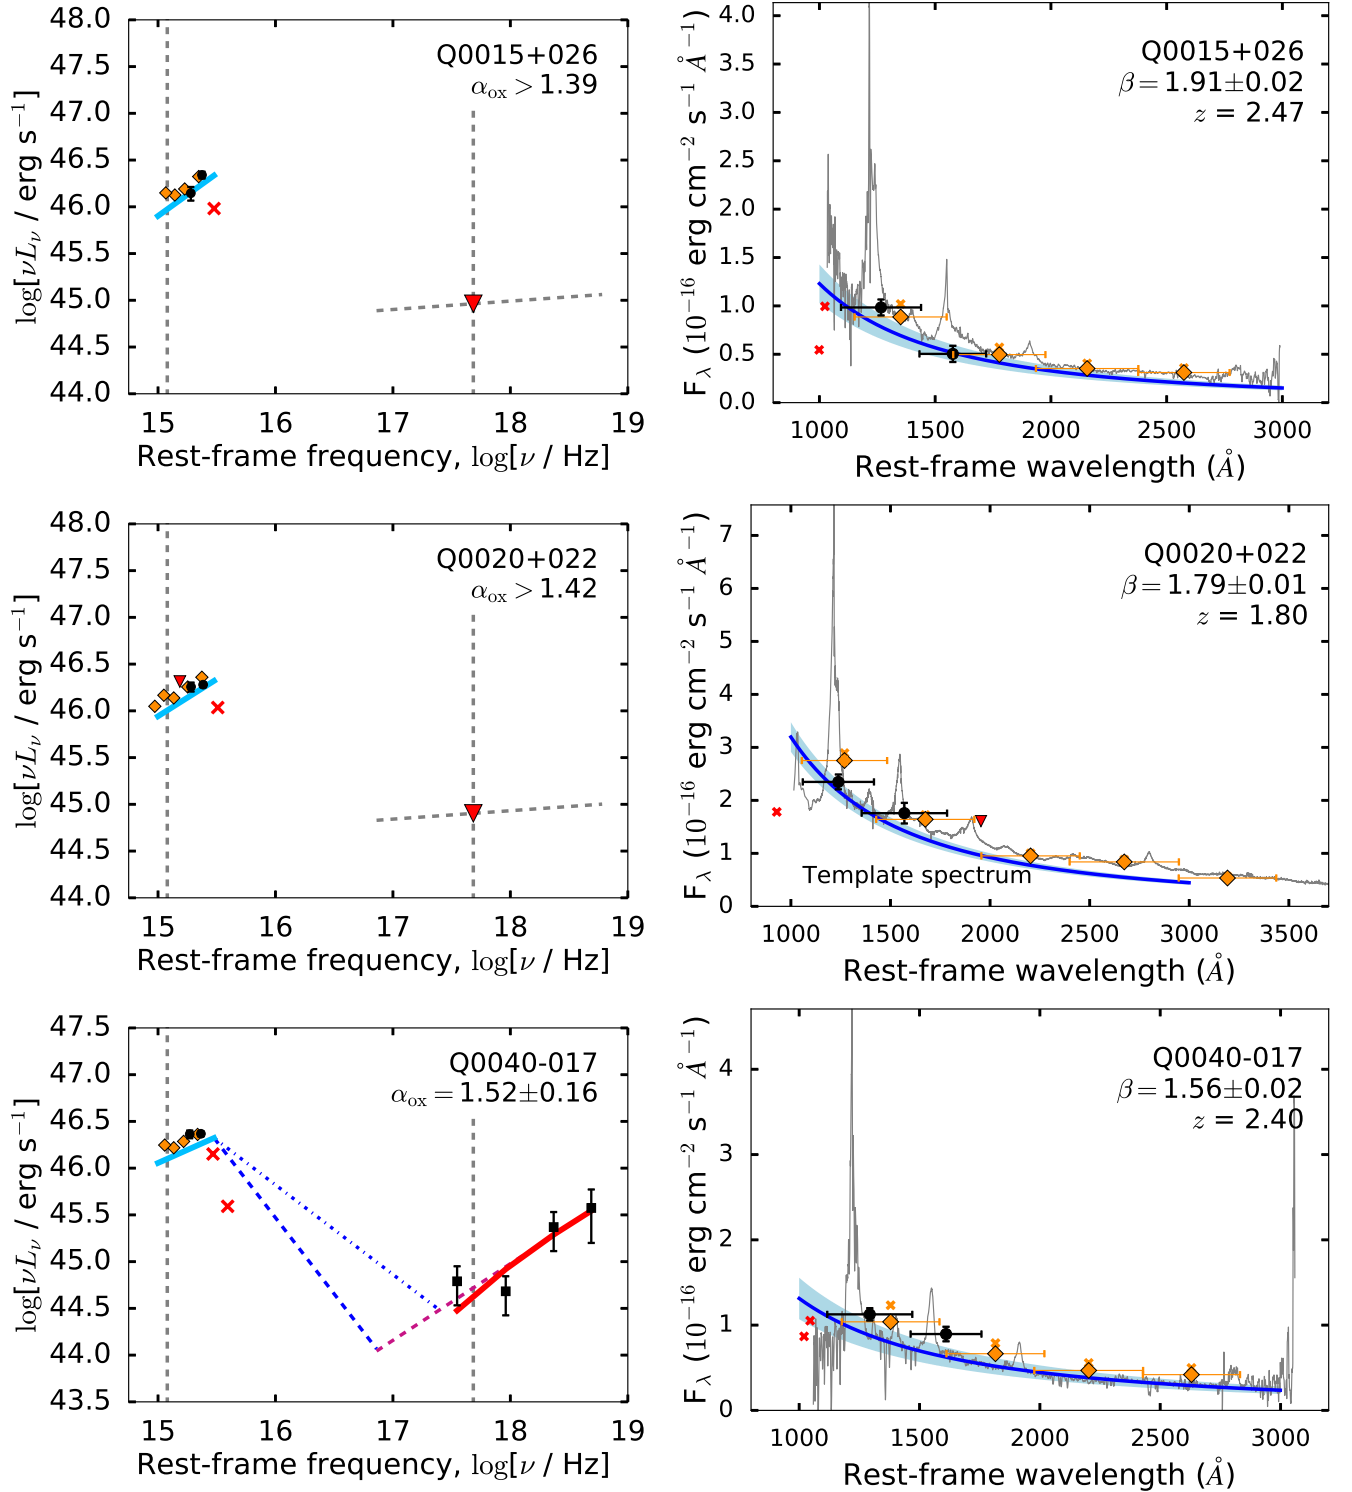 48.0
47.5
47.0
46.5
46.0
45.5
45.0
44.5
44.0
log[νLν / erg s⁻¹]
Q0015+026
αox > 1.39
15 16 17 18 19
Rest-frame frequency, log[ν / Hz]
4.0
3.5
3.0
2.5
2.0
1.5
1.0
0.5
0.0
Fλ (10⁻¹⁶ erg cm⁻² s⁻¹ Å⁻¹)
Q0015+026
β = 1.91±0.02
z = 2.47
1000 1500 2000 2500 3000
Rest-frame wavelength (Å)
48.0
47.5
47.0
46.5
46.0
45.5
45.0
44.5
44.0
log[νLν / erg s⁻¹]
Q0020+022
αox > 1.42
15 16 17 18 19
Rest-frame frequency, log[ν / Hz]
7
6
5
4
3
2
1
0
Fλ (10⁻¹⁶ erg cm⁻² s⁻¹ Å⁻¹)
Q0020+022
β = 1.79±0.01
z = 1.80
Template spectrum
1000 1500 2000 2500 3000 3500
Rest-frame wavelength (Å)
47.5
47.0
46.5
46.0
45.5
45.0
44.5
44.0
43.5
log[νLν / erg s⁻¹]
Q0040-017
αox = 1.52±0.16
15 16 17 18 19
Rest-frame frequency, log[ν / Hz]
4
3
2
1
0
Fλ (10⁻¹⁶ erg cm⁻² s⁻¹ Å⁻¹)
Q0040-017
β = 1.56±0.02
z = 2.40
1000 1500 2000 2500 3000
Rest-frame wavelength (Å)